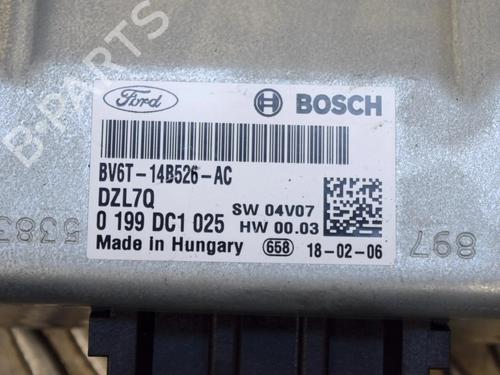 B-PARTS
Ford BOSCH
BV6T-14B526-AC
DZL7Q
0 199 DC1 025 SW 04V07
HW 00.03
Made in Hungary 658 18-02-06
5383
897